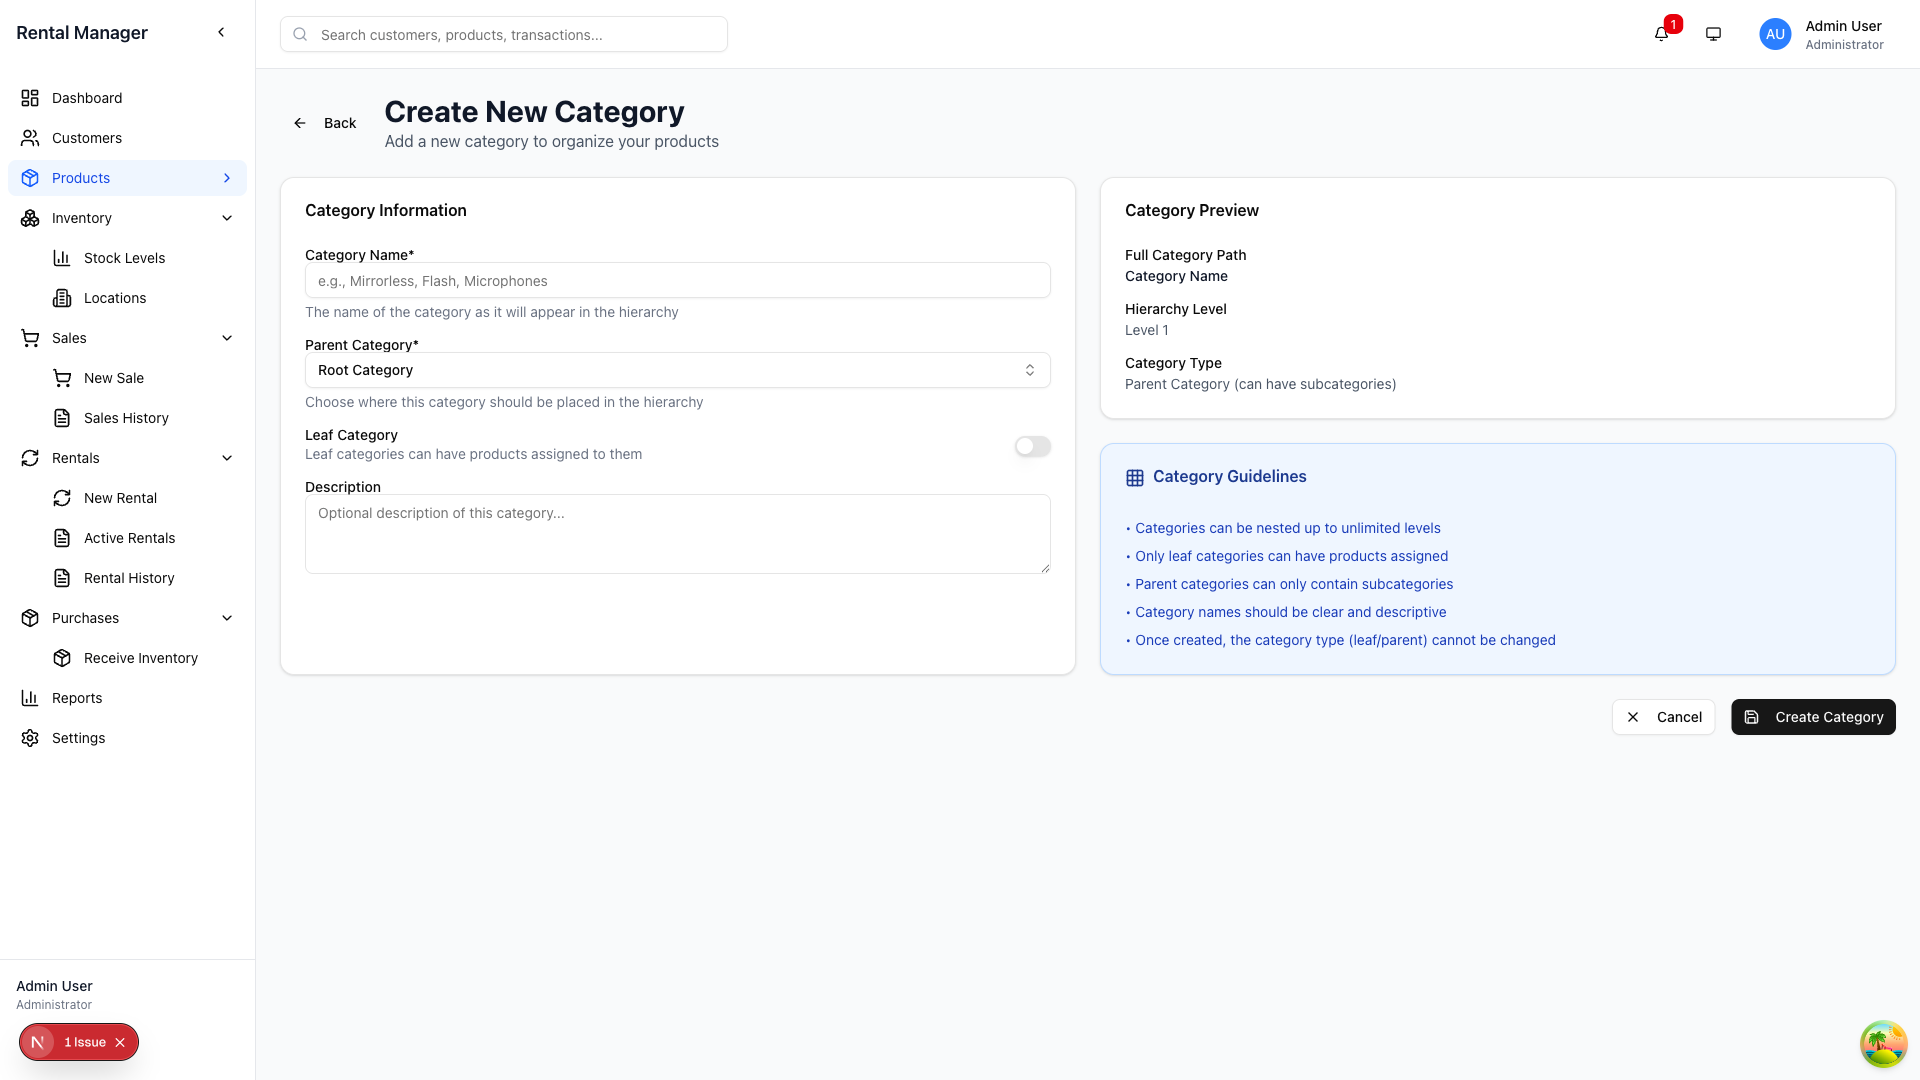 Rental Manager
Dashboard
Customers
Products
Inventory
Stock Levels
Locations
Sales
New Sale
Sales History
Rentals
New Rental
Active Rentals
Rental History
Purchases
Receive Inventory
Reports
Settings
Admin User
Administrator
N 1 Issue
Search customers, products, transactions...
1
AU
Admin User
Administrator
Back
Create New Category
Add a new category to organize your products
Category Information
Category Name*
e.g., Mirrorless, Flash, Microphones
The name of the category as it will appear in the hierarchy
Parent Category*
Root Category
Choose where this category should be placed in the hierarchy
Leaf Category
Leaf categories can have products assigned to them
Description
Optional description of this category...
Category Preview
Full Category Path
Category Name
Hierarchy Level
Level 1
Category Type
Parent Category (can have subcategories)
Category Guidelines
• Categories can be nested up to unlimited levels
• Only leaf categories can have products assigned
• Parent categories can only contain subcategories
• Category names should be clear and descriptive
• Once created, the category type (leaf/parent) cannot be changed
Cancel
Create Category